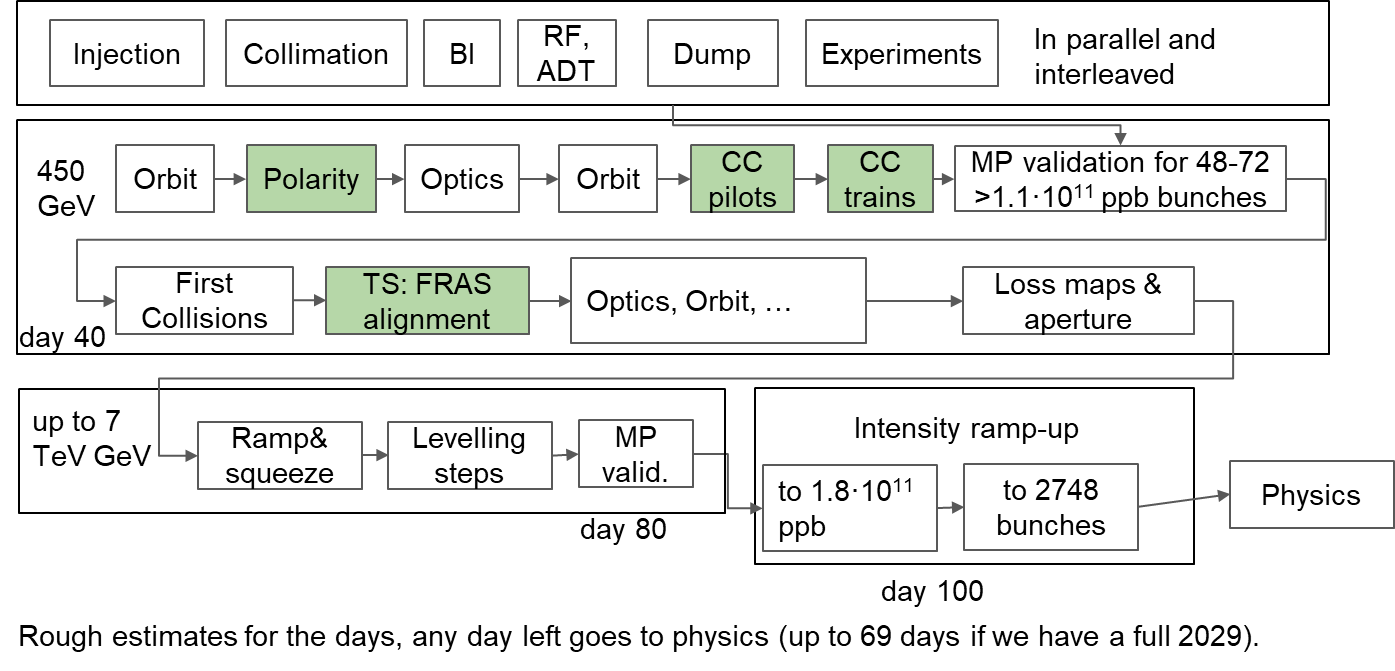 Injection
Collimation
BI
RF,
ADT
Dump
Experiments
In parallel and
interleaved
450
GeV
Orbit
Polarity
Optics
Orbit
CC
pilots
CC
trains
MP validation for 48-72
>1.1·10¹¹ ppb bunches
First
Collisions
TS: FRAS
alignment
Optics, Orbit, …
Loss maps &
aperture
day 40
up to 7
TeV GeV
Ramp&
squeeze
Levelling
steps
MP
valid.
day 80
Intensity ramp-up
to 1.8·10¹¹
ppb
to 2748
bunches
Physics
day 100
Rough estimates for the days, any day left goes to physics (up to 69 days if we have a full 2029).